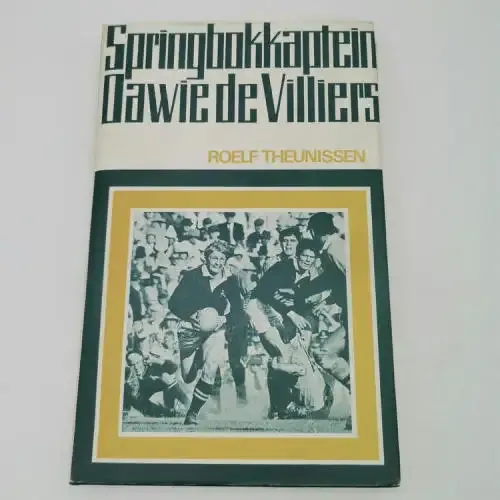 Springbokkaptein
Dawie de Villiers
ROELF THEUNISSEN